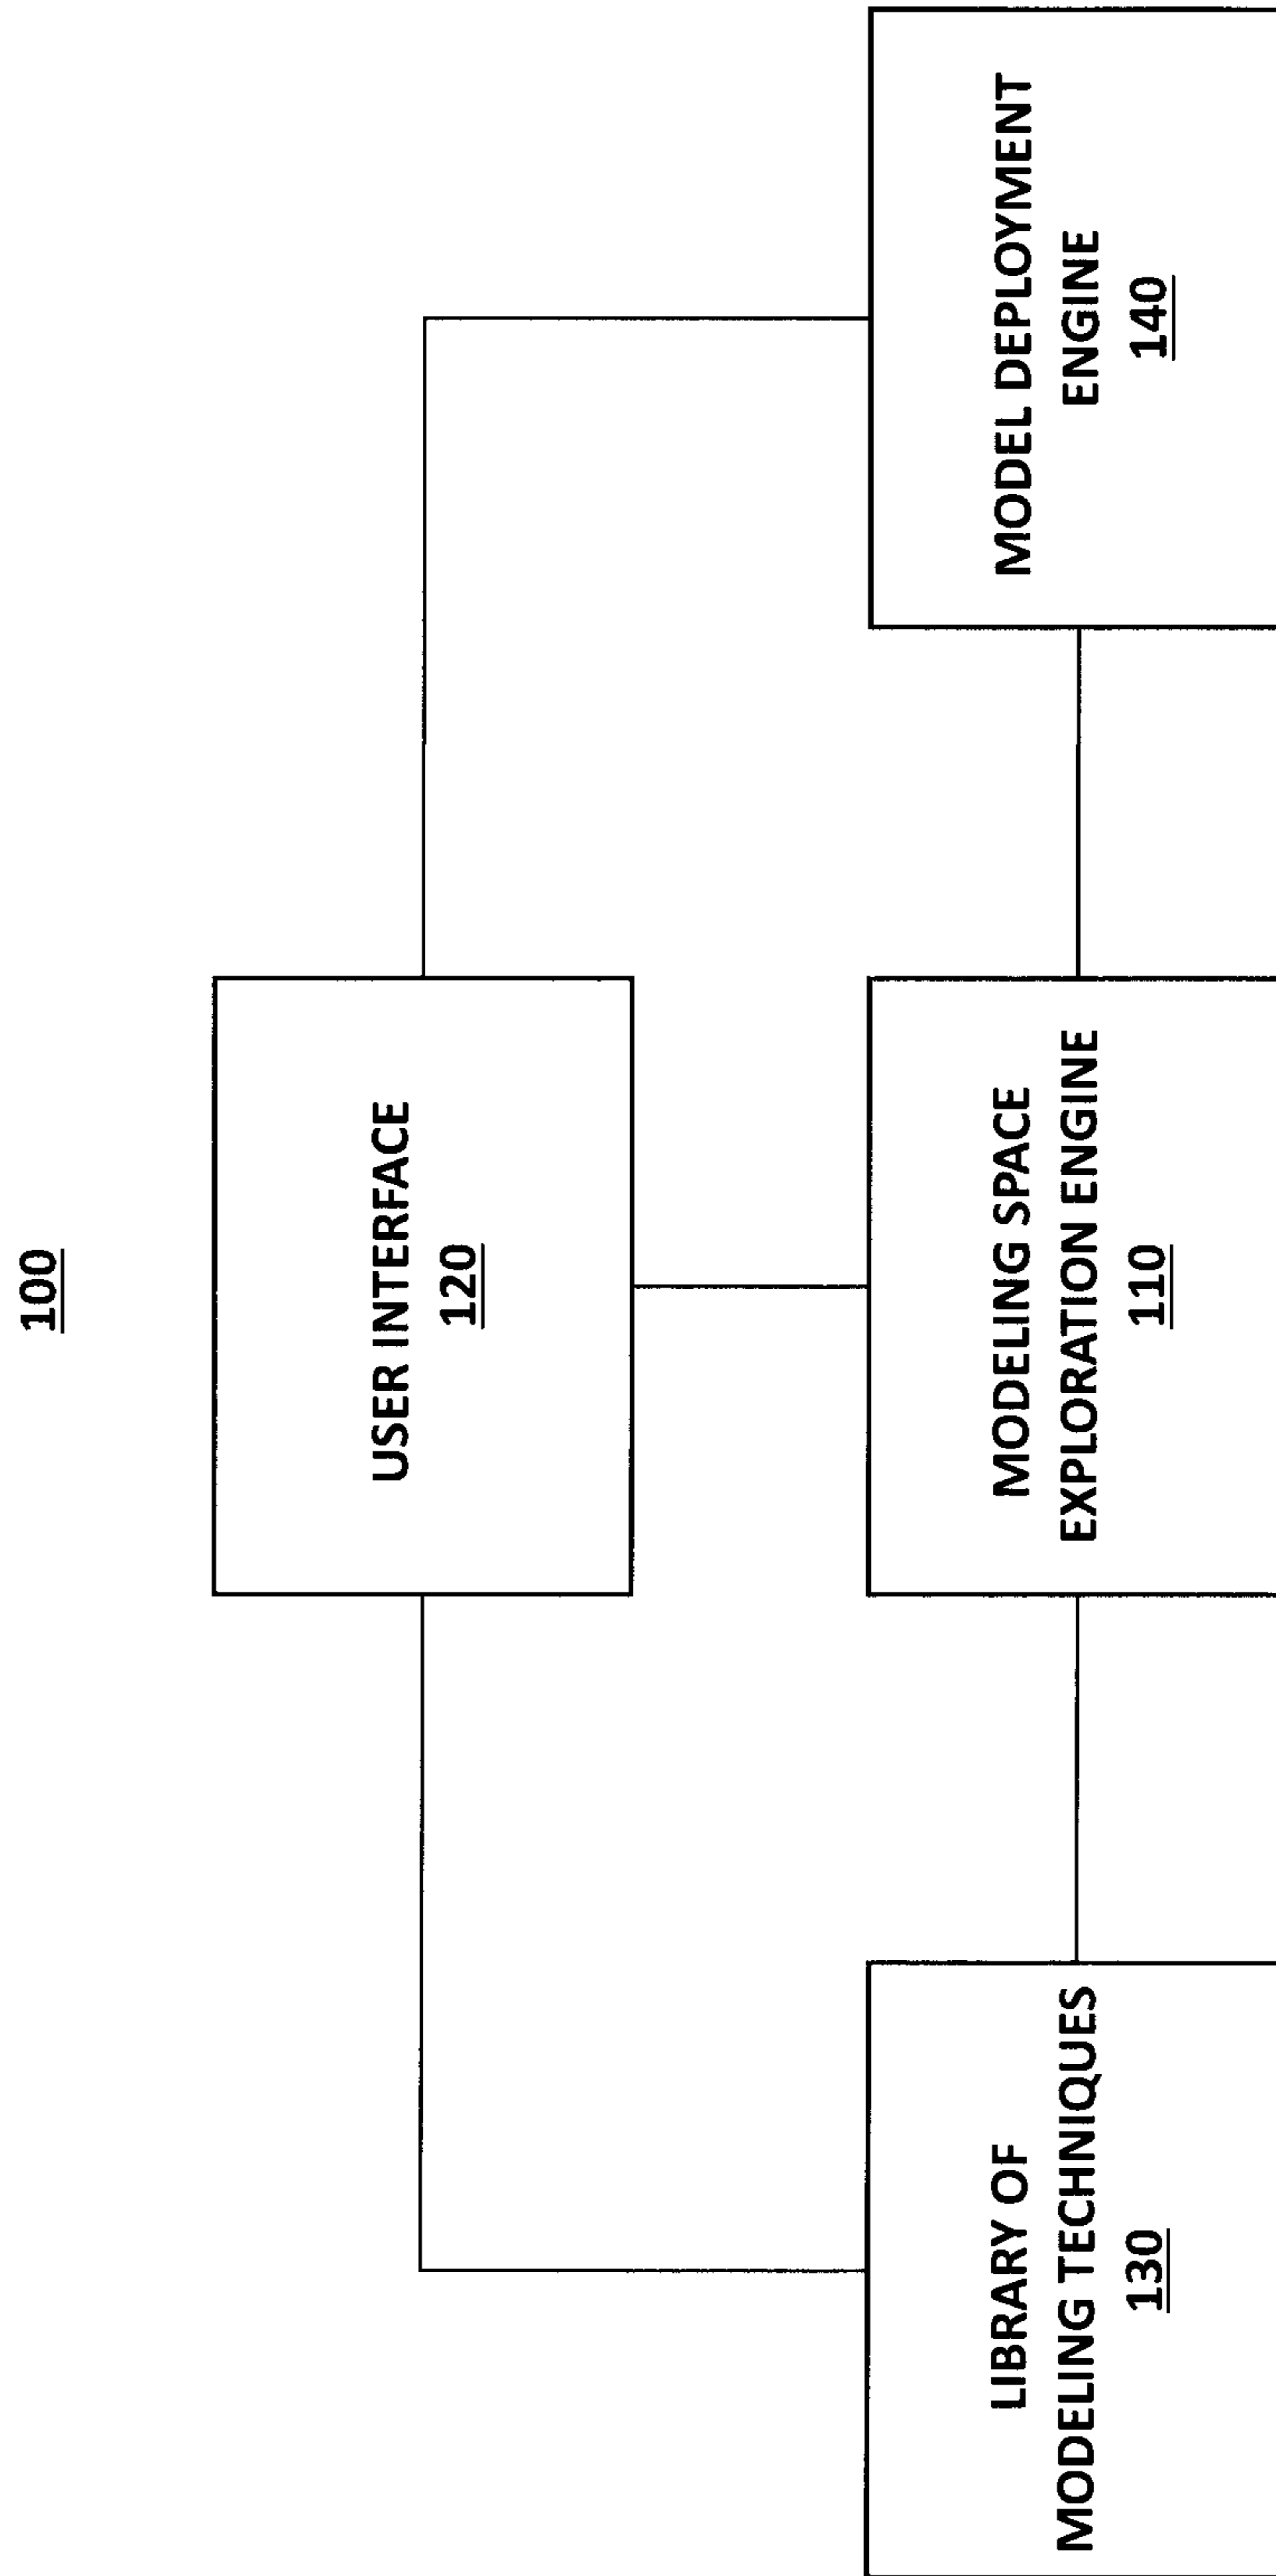 100
USER INTERFACE
120
LIBRARY OF
MODELING TECHNIQUES
130
MODELING SPACE
EXPLORATION ENGINE
110
MODEL DEPLOYMENT
ENGINE
140